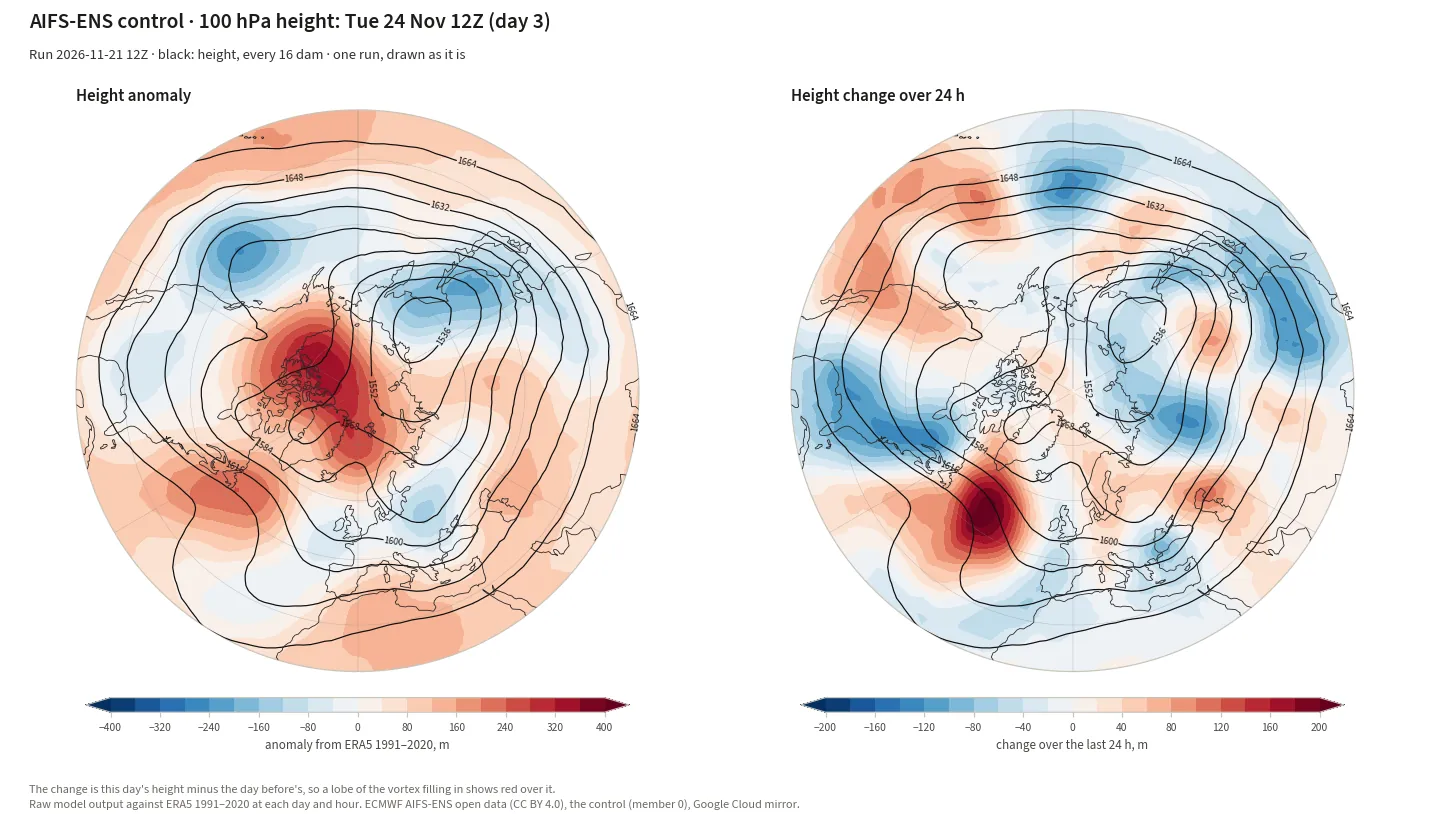 AIFS-ENS control · 100 hPa height: Tue 24 Nov 12Z (day 3)
Run 2026-11-21 12Z · black: height, every 16 dam · one run, drawn as it is
Height anomaly
Height change over 24 h
1664
1648
1632
1664
1536
1552
1664
1568
1584
1616
1600
1664
1648
1632
1664
1536
1552
1664
1568
1584
1616
1600
−400 −320 −240 −160 −80 0 80 160 240 320 400
anomaly from ERA5 1991–2020, m
−200 −160 −120 −80 −40 0 40 80 120 160 200
change over the last 24 h, m
The change is this day's height minus the day before's, so a lobe of the vortex filling in shows red over it.
Raw model output against ERA5 1991–2020 at each day and hour. ECMWF AIFS-ENS open data (CC BY 4.0), the control (member 0), Google Cloud mirror.